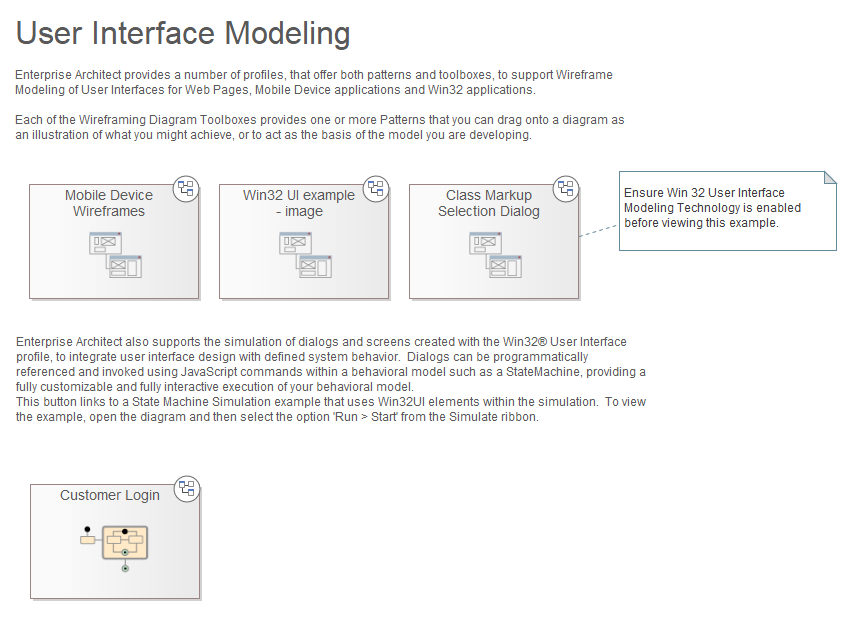 User Interface Modeling
Enterprise Architect provides a number of profiles, that offer both patterns and toolboxes, to support Wireframe
Modeling of User Interfaces for Web Pages, Mobile Device applications and Win32 applications.
Each of the Wireframing Diagram Toolboxes provides one or more Patterns that you can drag onto a diagram as
an illustration of what you might achieve, or to act as the basis of the model you are developing.
Mobile Device
Wireframes
Win32 UI example
- image
Class Markup
Selection Dialog
Ensure Win 32 User Interface
Modeling Technology is enabled
before viewing this example.
Enterprise Architect also supports the simulation of dialogs and screens created with the Win32® User Interface
profile, to integrate user interface design with defined system behavior.  Dialogs can be programmatically
referenced and invoked using JavaScript commands within a behavioral model such as a StateMachine, providing a
fully customizable and fully interactive execution of your behavioral model.
This button links to a State Machine Simulation example that uses Win32UI elements within the simulation.  To view
the example, open the diagram and then select the option 'Run > Start' from the Simulate ribbon.
Customer Login